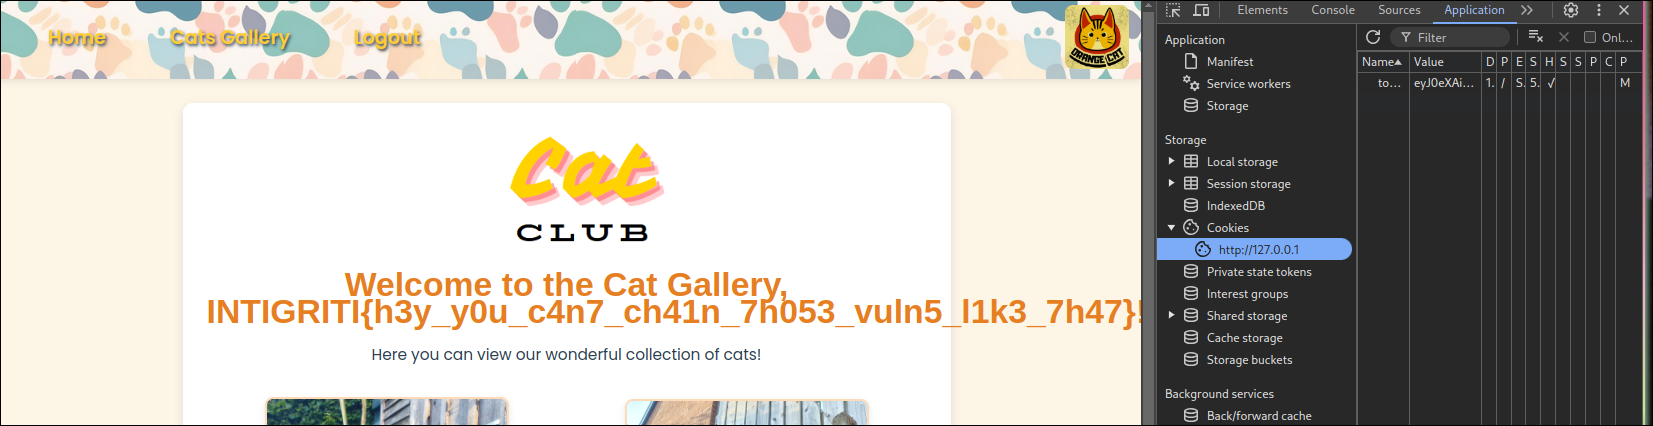 Home
Cats Gallery
Logout
ORANGE CAT
Cat
CLUB
Welcome to the Cat Gallery,
INTIGRITI{h3y_y0u_c4n7_ch41n_7h053_vuln5_l1k3_7h47}!
Here you can view our wonderful collection of cats!
Elements
Console
Sources
Application
Application
Manifest
Service workers
Storage
Storage
Local storage
Session storage
IndexedDB
Cookies
http://127.0.0.1
Private state tokens
Interest groups
Shared storage
Cache storage
Storage buckets
Background services
Back/forward cache
Filter
Onl...
Name Value D P E S H S S P C P
to... eyJ0eXAi... 1. / S. 5. ✓ M